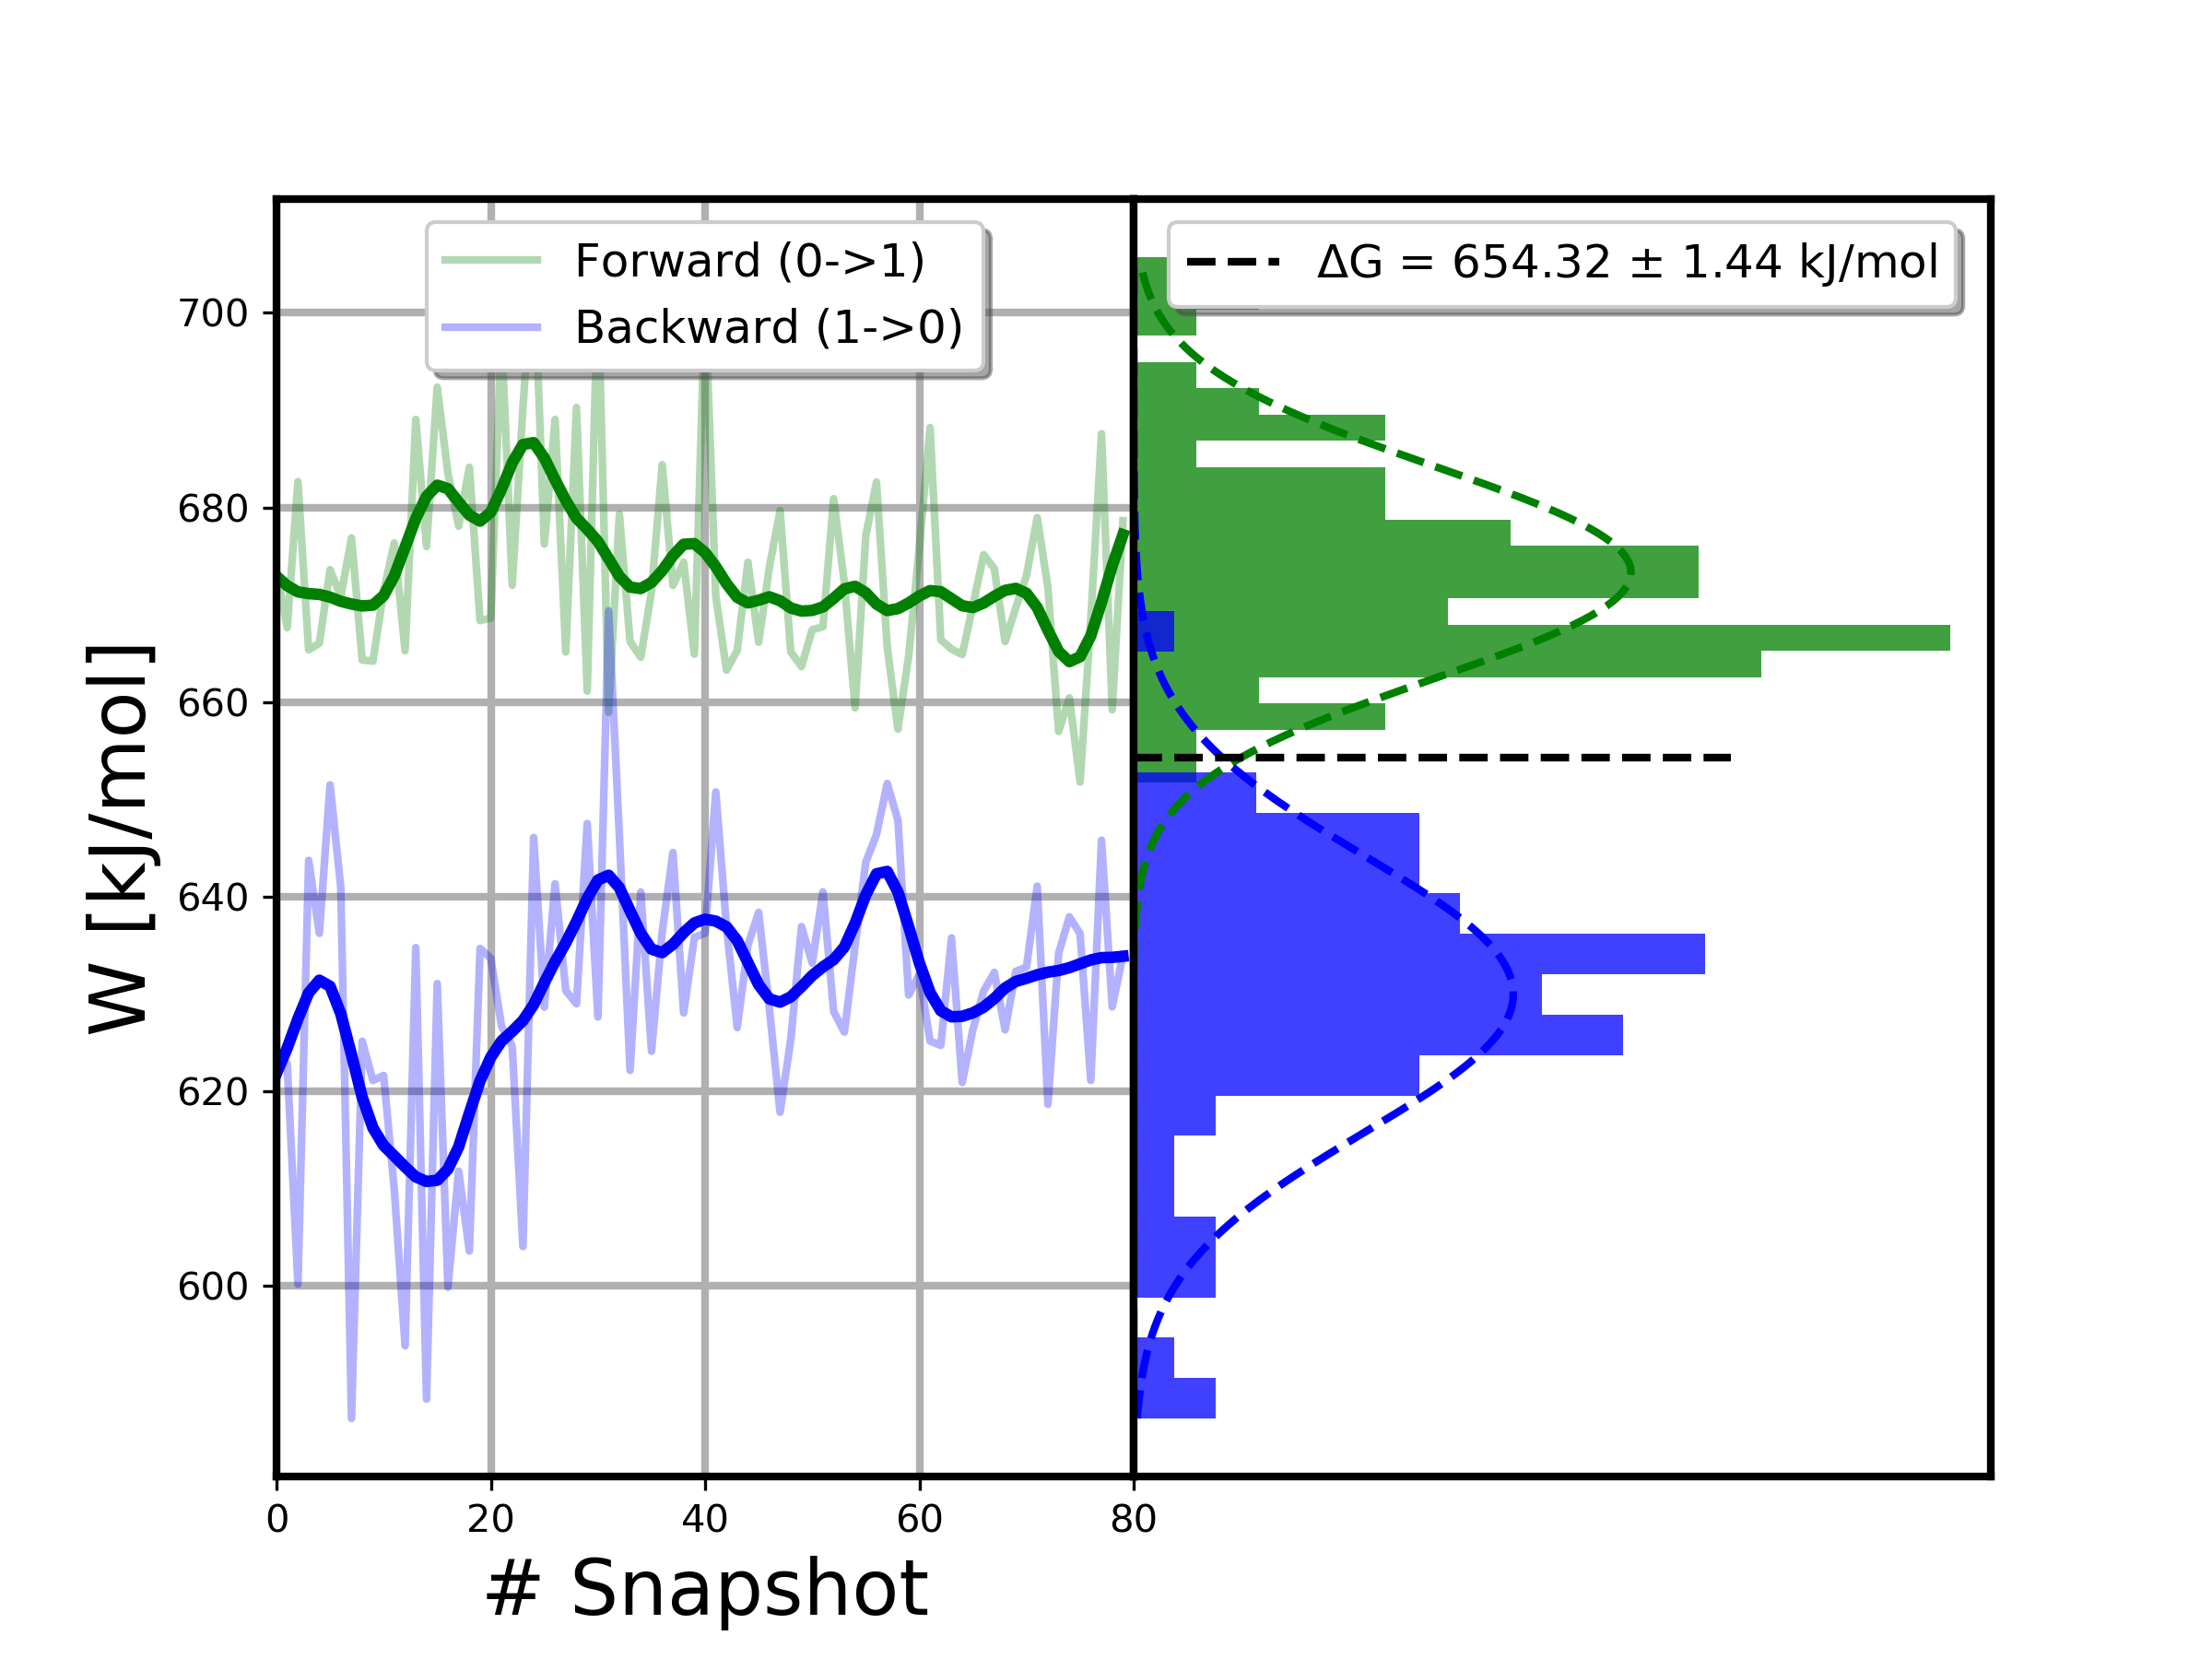 Forward (0->1)
Backward (1->0)
ΔG = 654.32 ± 1.44 kJ/mol
W [kJ/mol]
700
680
660
640
620
600
0 20 40 60 80
# Snapshot